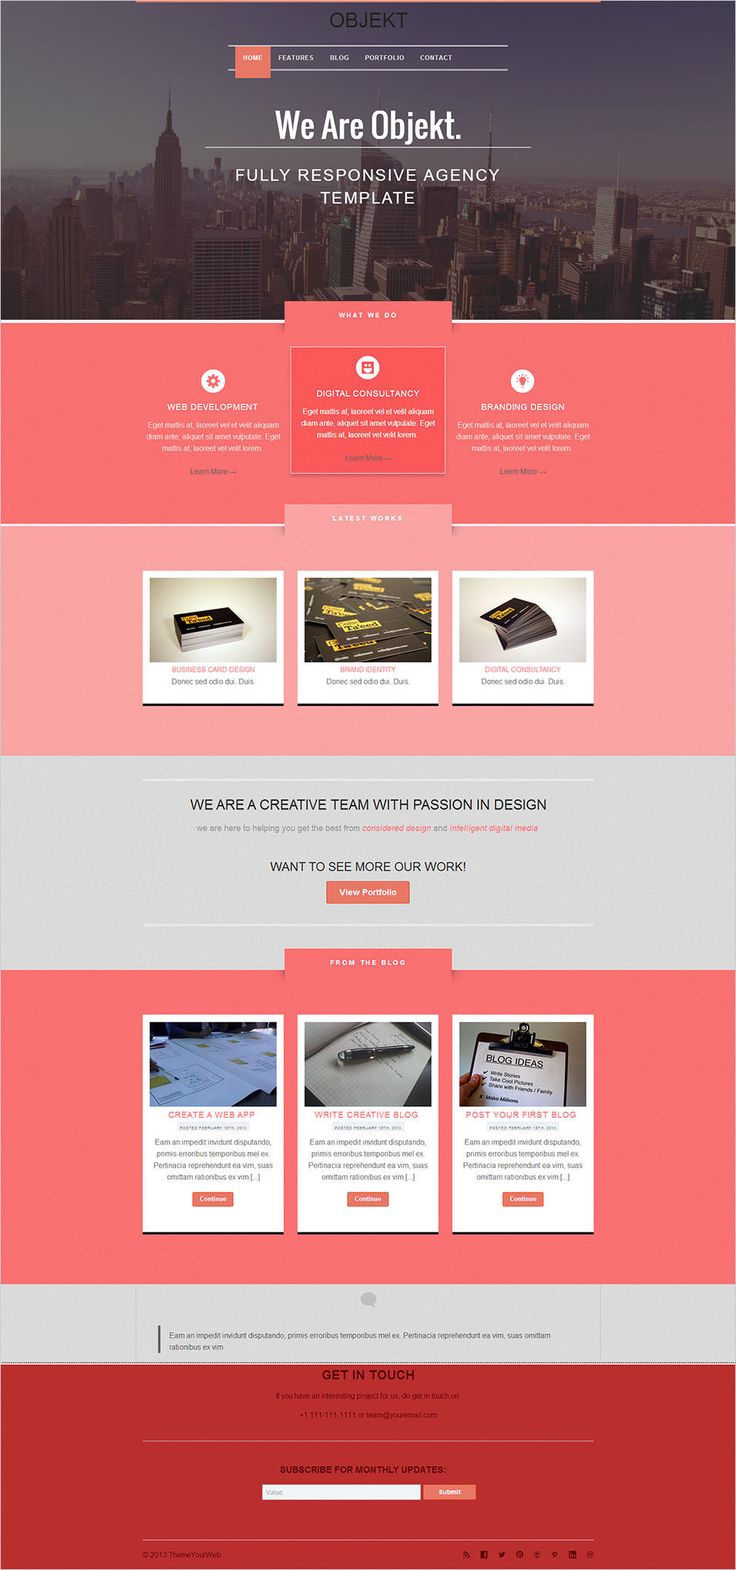 OBJEKT
HOME FEATURES BLOG PORTFOLIO CONTACT
We Are Objekt.
FULLY RESPONSIVE AGENCY
TEMPLATE
WHAT WE DO
WEB DEVELOPMENT
Eget mattis at, laoreet vel et velit aliquam
diam ante, aliquet sit amet vulputate. Eget
mattis at, laoreet vel velit lorem.
Learn More →
DIGITAL CONSULTANCY
Eget mattis at, laoreet vel et velit aliquam
diam ante, aliquet sit amet vulputate. Eget
mattis at, laoreet vel velit lorem.
Learn More →
BRANDING DESIGN
Eget mattis at, laoreet vel et velit aliquam
diam ante, aliquet sit amet vulputate. Eget
mattis at, laoreet vel velit lorem.
Learn More →
LATEST WORKS
Ta'eed
BUSINESS CARD DESIGN
Donec sed odio dui. Duis.
Ta'eed
BRAND IDENTITY
Donec sed odio dui. Duis.
Ta'eed
DIGITAL CONSULTANCY
Donec sed odio dui. Duis.
WE ARE A CREATIVE TEAM WITH PASSION IN DESIGN
we are here to helping you get the best from considered design and intelligent digital media
WANT TO SEE MORE OUR WORK!
View Portfolio
FROM THE BLOG
CREATE A WEB APP
POSTED FEBRUARY 18TH, 2013
Eam an impedit invidunt disputando,
primis erroribus temporibus mel ex.
Pertinacia reprehendunt ea vim, suas
omittam rationibus ex vim [...]
Continue
WRITE CREATIVE BLOG
POSTED FEBRUARY 18TH, 2013
Eam an impedit invidunt disputando,
primis erroribus temporibus mel ex.
Pertinacia reprehendunt ea vim, suas
omittam rationibus ex vim [...]
Continue
BLOG IDEAS
✓ Write Stories
✓ Take Cool Pictures
✓ Share with Friends / Family
✗ Make Millions
POST YOUR FIRST BLOG
POSTED FEBRUARY 18TH, 2013
Eam an impedit invidunt disputando,
primis erroribus temporibus mel ex.
Pertinacia reprehendunt ea vim, suas
omittam rationibus ex vim [...]
Continue
Eam an impedit invidunt disputando, primis erroribus temporibus mel ex. Pertinacia reprehendunt ea vim, suas omittam
rationibus ex vim
GET IN TOUCH
If you have an interesting project for us, do get in touch on:
+1 111-111-1111 or team@youremail.com
SUBSCRIBE FOR MONTHLY UPDATES:
Value
Submit
© 2013 ThemeYourWeb